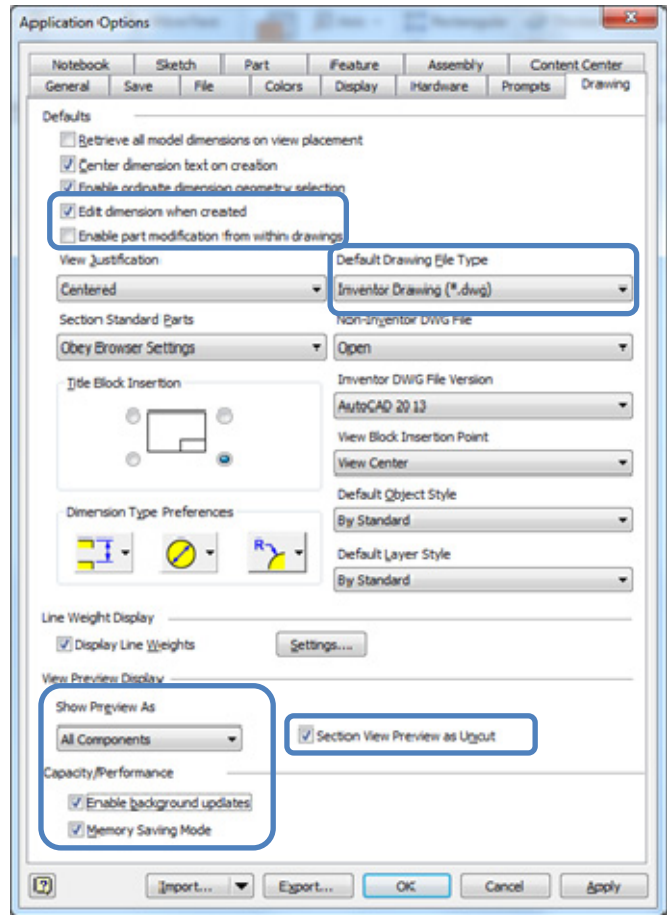 Application Options
Notebook Sketch Part iFeature Assembly Content Center
General Save File Colors Display Hardware Prompts Drawing
Defaults
Retrieve all model dimensions on view placement
Center dimension text on creation
Enable ordinate dimension geometry selection
Edit dimension when created
Enable part modification from within drawings
View Justification Default Drawing File Type
Centered Inventor Drawing (*.dwg)
Section Standard Parts Non-Inventor DWG File
Obey Browser Settings Open
Title Block Insertion Inventor DWG File Version
AutoCAD 2013
View Block Insertion Point
View Center
Default Object Style
Dimension Type Preferences By Standard
R
Default Layer Style
By Standard
Line Weight Display
Display Line Weights Settings....
View Preview Display
Show Preview As
All Components Section View Preview as Uncut
Capacity/Performance
Enable background updates
Memory Saving Mode
? Import... Export... OK Cancel Apply